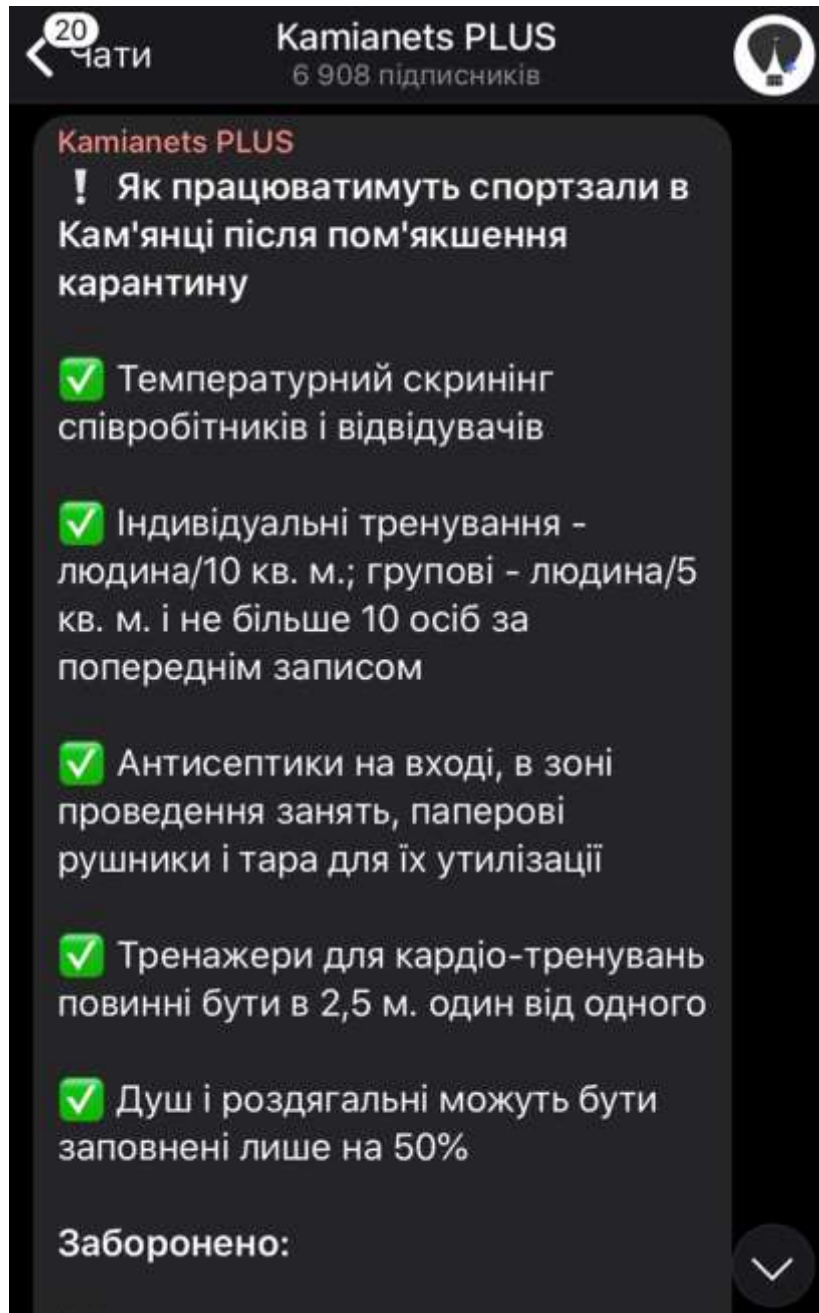 20
Чати
Kamianets PLUS
6 908 підписників
Kamianets PLUS
❗ Як працюватимуть спортзали в
Кам'янці після пом'якшення
карантину
✅ Температурний скринінг
співробітників і відвідувачів
✅ Індивідуальні тренування -
людина/10 кв. м.; групові - людина/5
кв. м. і не більше 10 осіб за
попереднім записом
✅ Антисептики на вході, в зоні
проведення занять, паперові
рушники і тара для їх утилізації
✅ Тренажери для кардіо-тренувань
повинні бути в 2,5 м. один від одного
✅ Душ і роздягальні можуть бути
заповнені лише на 50%
Заборонено: